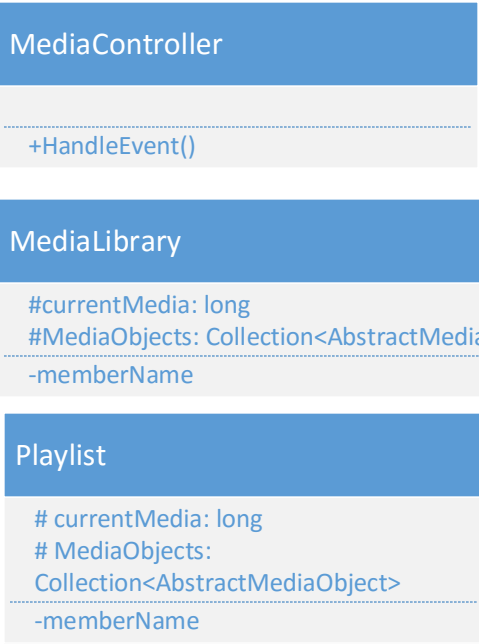 MediaController
+HandleEvent()
MediaLibrary
#currentMedia: long
#MediaObjects: Collection<AbstractMedia
-memberName
Playlist
# currentMedia: long
# MediaObjects:
Collection<AbstractMediaObject>
-memberName